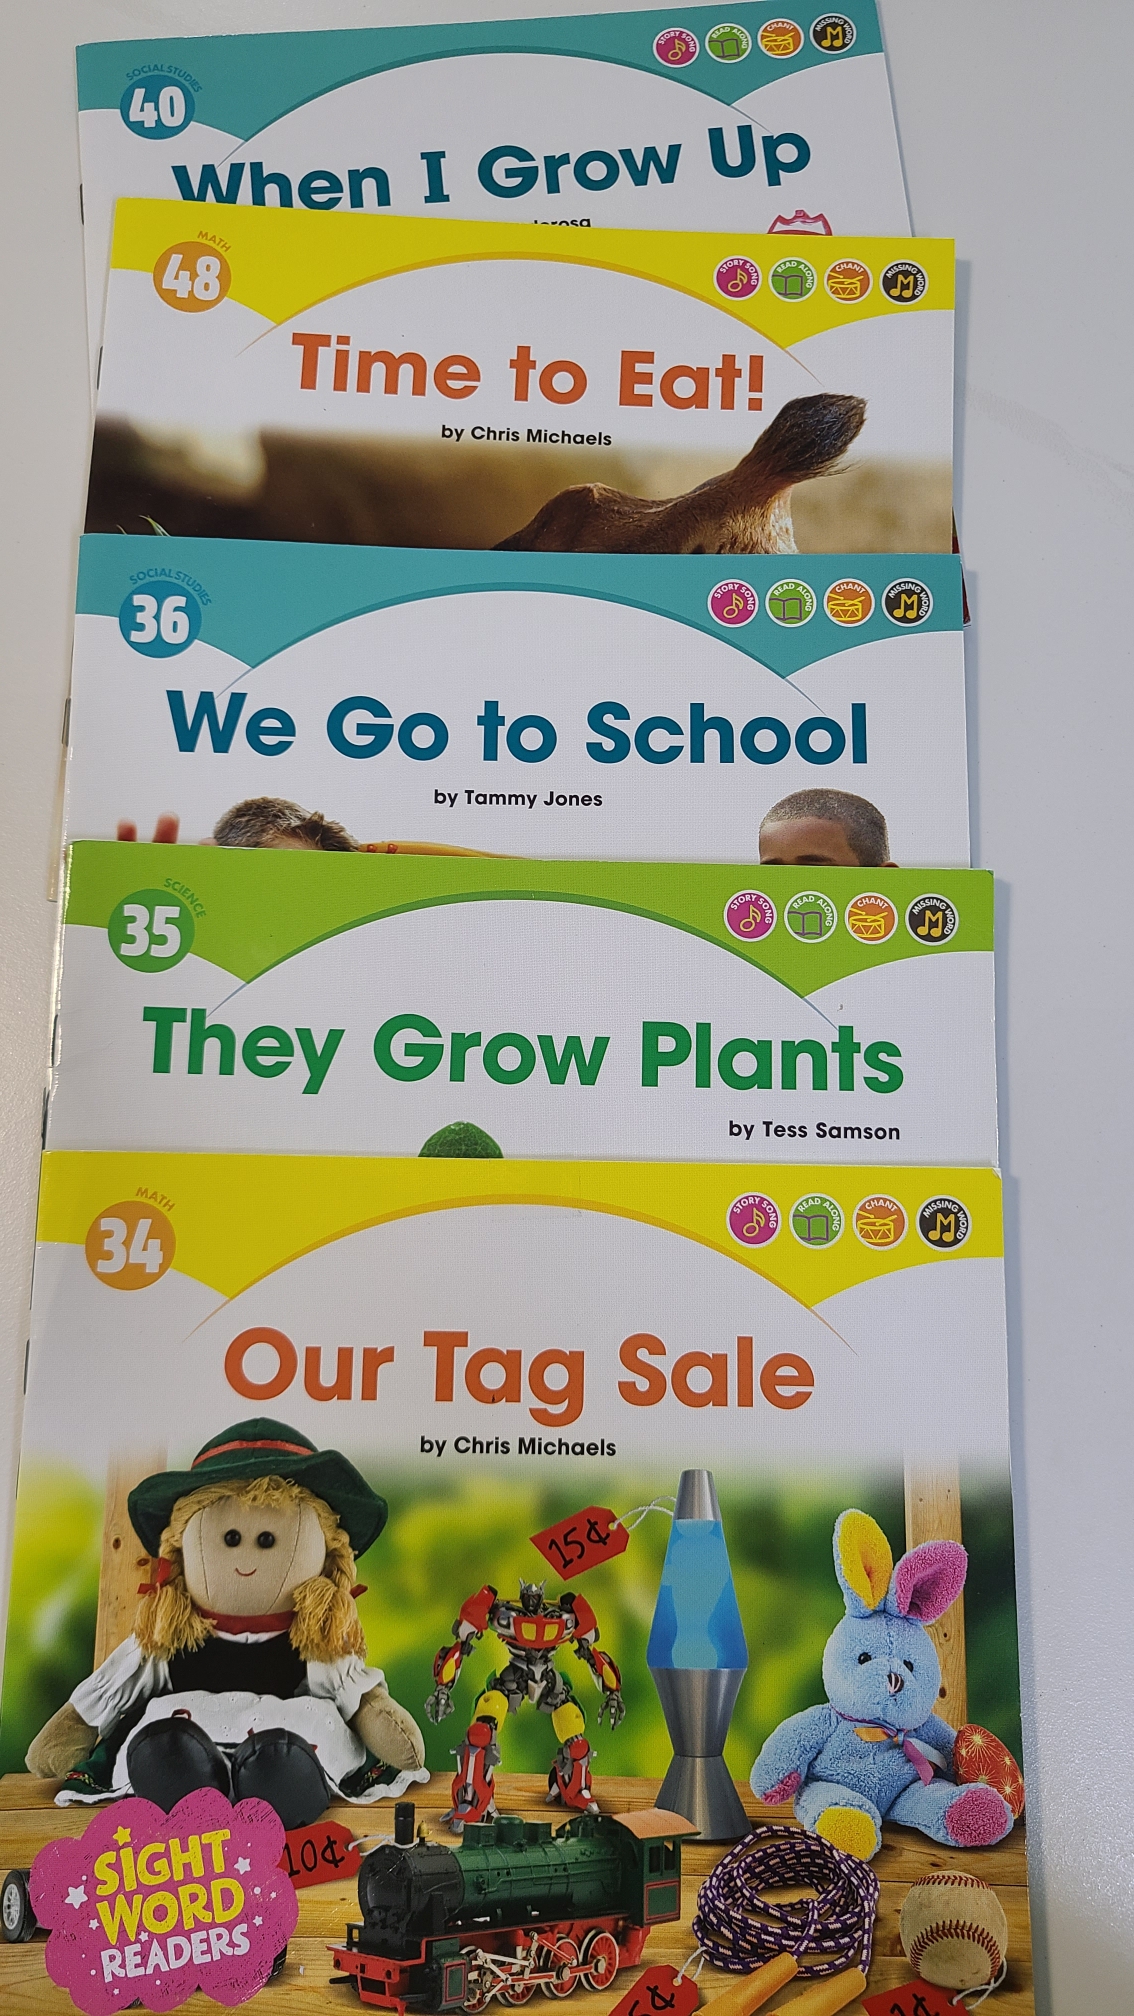 SOCIAL STUDIES
40
STORY SONG
READ ALONG
CHANT
MISSING WORD
When I Grow Up
MATH
48
STORY SONG
READ ALONG
CHANT
MISSING WORD
Time to Eat!
by Chris Michaels
SOCIAL STUDIES
36
STORY SONG
READ ALONG
CHANT
MISSING WORD
We Go to School
by Tammy Jones
SCIENCE
35
STORY SONG
READ ALONG
CHANT
MISSING WORD
They Grow Plants
by Tess Samson
MATH
34
STORY SONG
READ ALONG
CHANT
MISSING WORD
Our Tag Sale
by Chris Michaels
15¢
10¢
SIGHT
WORD
READERS